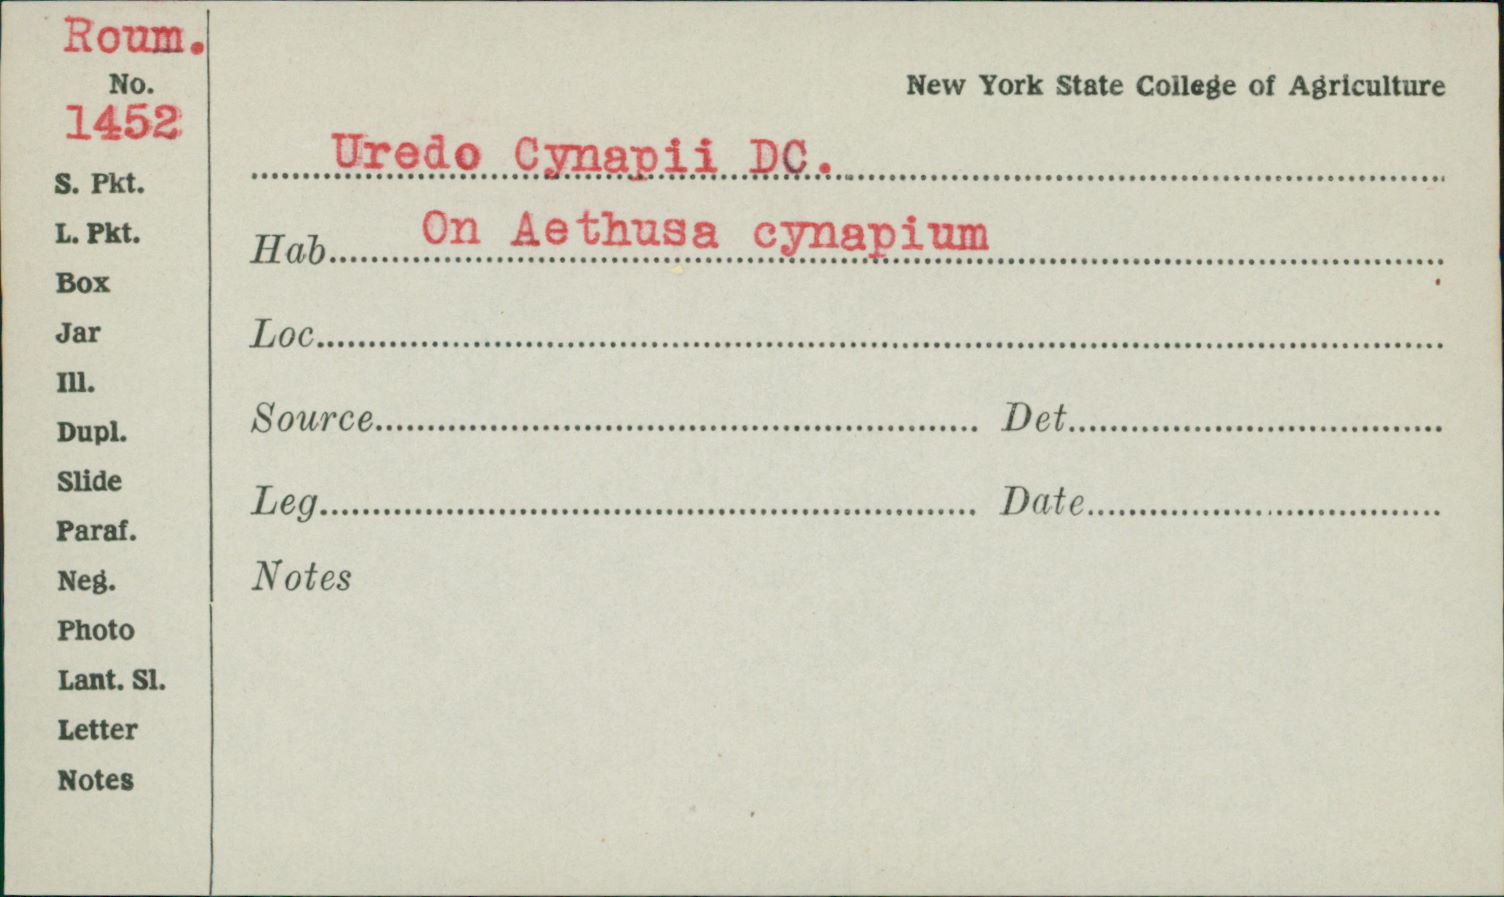 Roum.
No.
1452
S. Pkt.
L. Pkt.
Box
Jar
Ill.
Dupl.
Slide
Paraf.
Neg.
Photo
Lant. Sl.
Letter
Notes
New York State College of Agriculture
Uredo Cynapii DC.
Hab. On Aethusa cynapium
Loc.
Source. Det.
Leg. Date.
Notes